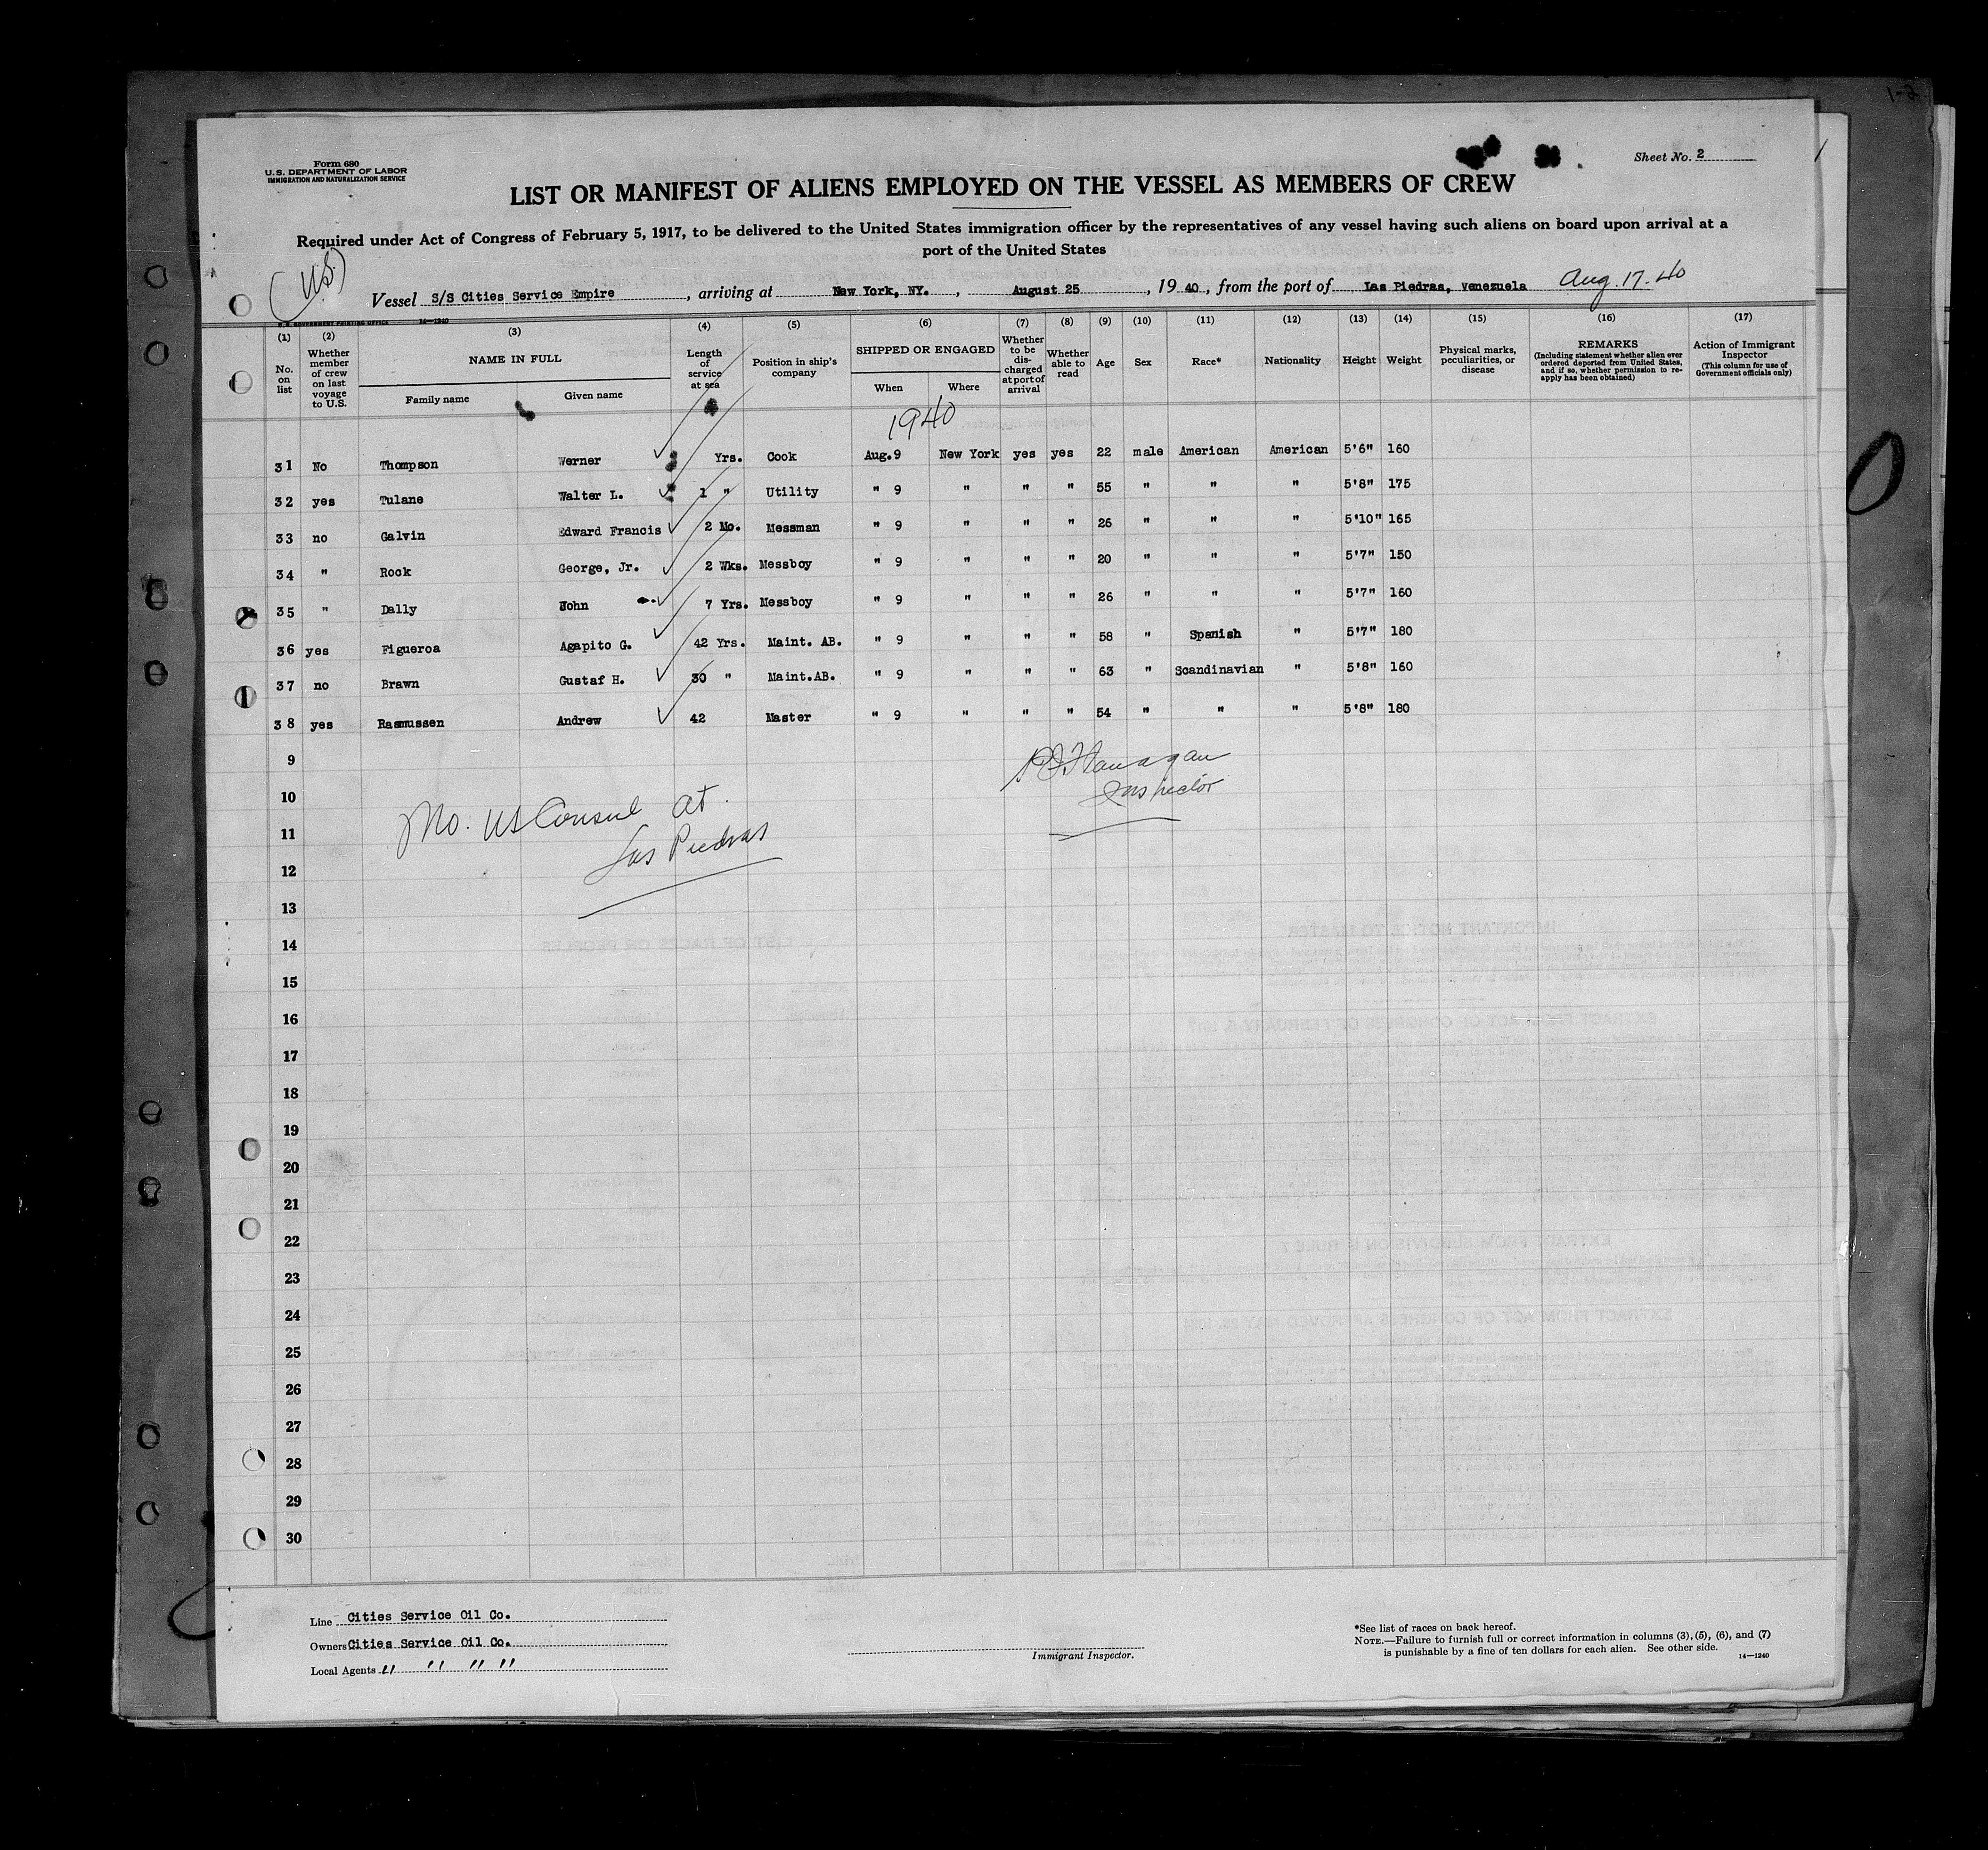 1-2
Form 680
U.S. DEPARTMENT OF LABOR
IMMIGRATION AND NATURALIZATION SERVICE
Sheet No. 2
LIST OR MANIFEST OF ALIENS EMPLOYED ON THE VESSEL AS MEMBERS OF CREW
Required under Act of Congress of February 5, 1917, to be delivered to the United States immigration officer by the representatives of any vessel having such aliens on board upon arrival at a
port of the United States
(U.S.)
Vessel S/S Cities Service Empire, arriving at New York, NY., August 25, 1940, from the port of Las Piedras, Venezuela Aug. 17. 40
U.S. GOVERNMENT PRINTING OFFICE 14—1240
(1) (2) (3) (4) (5) (6) (7) (8) (9) (10) (11) (12) (13) (14) (15) (16) (17)
No. on list
Whether member of crew on last voyage to U.S.
NAME IN FULL
Family name Given name
Length of service at sea
Position in ship's company
SHIPPED OR ENGAGED
When Where
Whether to be discharged at port of arrival
Whether able to read
Age Sex Race* Nationality Height Weight
Physical marks, peculiarities, or disease
REMARKS
(Including statement whether alien ever ordered deported from United States, and if so, whether permission to reapply has been obtained)
Action of Immigrant Inspector
(This column for use of Government officials only)
1940
31 No Thompson Werner Yrs. Cook Aug. 9 New York yes yes 22 male American American 5'6" 160
32 yes Tulane Walter L. 1 " Utility " 9 " " " 55 " " " 5'8" 175
33 no Galvin Edward Francis 2 Mo. Messman " 9 " " " 26 " " " 5'10" 165
34 " Rock George, Jr. 2 Wks. Messboy " 9 " " " 20 " " " 5'7" 150
35 " Dally John 7 Yrs. Messboy " 9 " " " 26 " " " 5'7" 160
36 yes Figueroa Agapito G. 42 Yrs. Maint. AB. " 9 " " " 58 " Spanish " 5'7" 180
37 no Brawn Gustaf H. 30 " Maint.AB. " 9 " " " 63 " Scandinavian " 5'8" 160
38 yes Rasmussen Andrew 42 Master " 9 " " " 54 " " " 5'8" 180
9
10
11
12
13
14
15
16
17
18
19
20
21
22
23
24
25
26
27
28
29
30
Flanagan
Inspector
No. US Consul at
Las Piedras
Line Cities Service Oil Co.
Owners Cities Service Oil Co.
Local Agents " " " "
Immigrant Inspector.
*See list of races on back hereof.
NOTE.—Failure to furnish full or correct information in columns (3), (5), (6), and (7)
is punishable by a fine of ten dollars for each alien. See other side.
14—1240